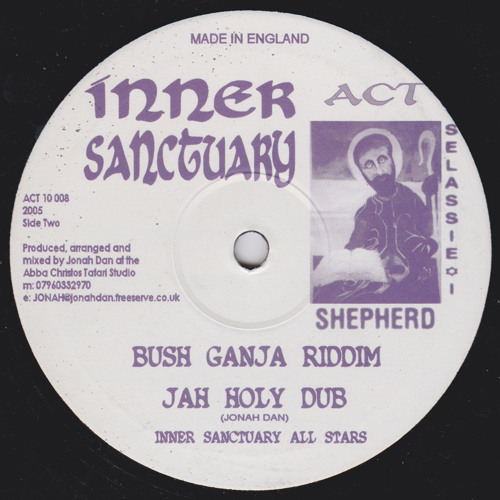 MADE IN ENGLAND
INNER
SANCTUARY
ACT
SELASSIE I
SHEPHERD
ACT 10 008
2005
Side Two
Produced, arranged and
mixed by Jonah Dan at the
Abba Christos Tafari Studio
m: 07960332970
e: JONAH@jonahdan.freeserve.co.uk
BUSH GANJA RIDDIM
JAH HOLY DUB
(JONAH DAN)
INNER SANCTUARY ALL STARS